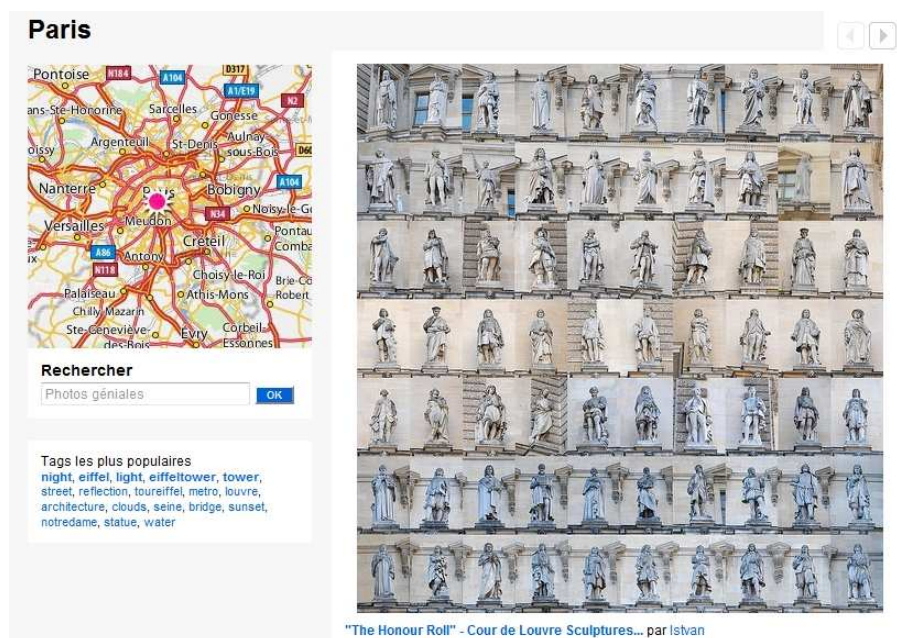 Paris
Pontoise
N184
A104
D317
A1/E19
N2
ans-Ste-Honorine
Sarcelles
Gonesse
Argenteuil
St-Denis
Aulnay-
sous-Bois
oissy
Nanterre
Paris
Bobigny
A104
Versailles
Meudon
N34
Noisy-le-G
A86
Créteil
Pontau
Comba
N118
Antony
Choisy-le-Roi
Palaiseau
Athis-Mons
Brie-Co
Robert
Chilly-Mazarin
Ste-Geneviève-
des-Bois
Évry
Corbeil-
Essonnes
Rechercher
Photos géniales
OK
Tags les plus populaires
night, eiffel, light, eiffeltower, tower,
street, reflection, toureiffel, metro, louvre,
architecture, clouds, seine, bridge, sunset,
notredame, statue, water
"The Honour Roll" - Cour de Louvre Sculptures... par Istvan